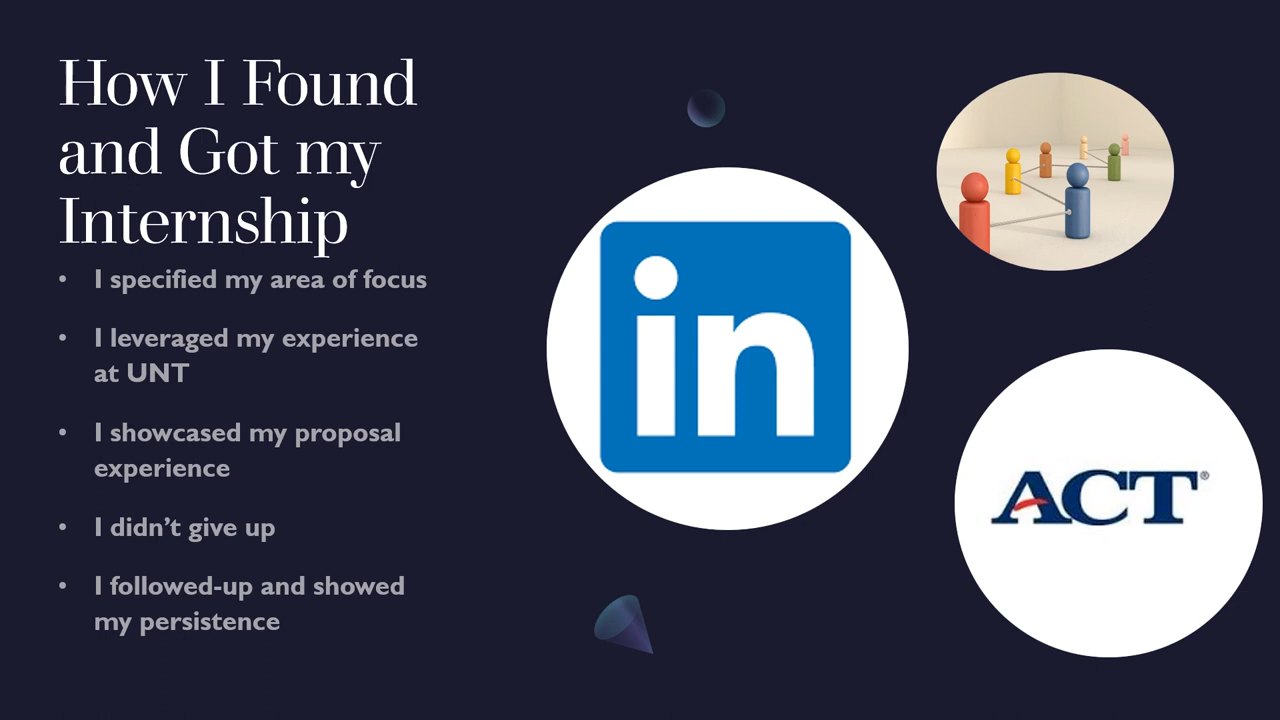 How I Found
and Got my
Internship
• I specified my area of focus
• I leveraged my experience
at UNT
• I showcased my proposal
experience
• I didn’t give up
• I followed-up and showed
my persistence
in
ACT®